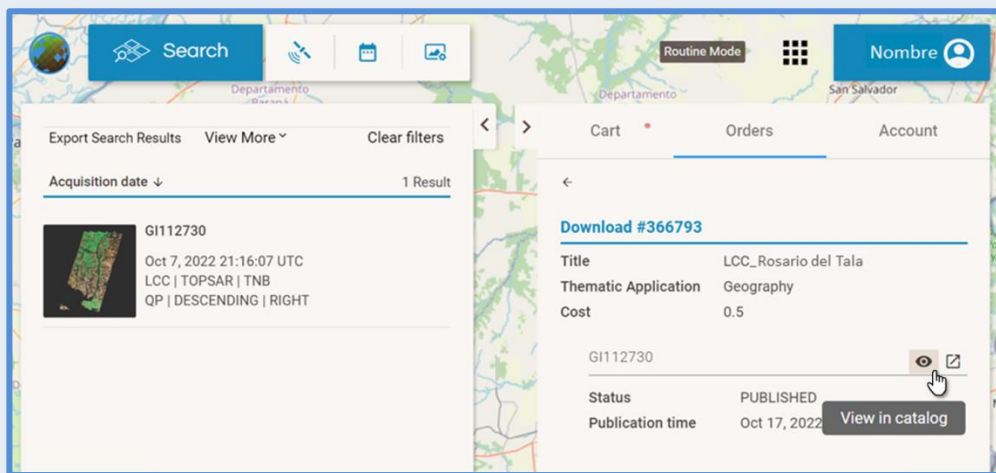 Search
Routine Mode
Nombre
Departamento
Paraná
Departamento
San Salvador
Export Search Results View More Clear filters
Acquisition date ↓ 1 Result
GI112730
Oct 7, 2022 21:16:07 UTC
LCC | TOPSAR | TNB
QP | DESCENDING | RIGHT
Cart Orders Account
←
Download #366793
Title LCC_Rosario del Tala
Thematic Application Geography
Cost 0.5
GI112730
Status PUBLISHED
Publication time Oct 17, 2022
View in catalog